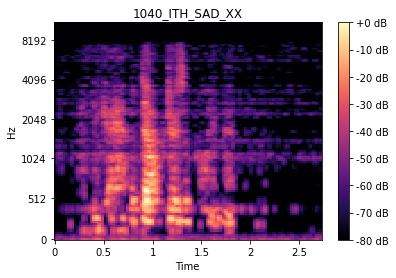 1040_ITH_SAD_XX
Hz
8192
4096
2048
1024
512
0
0 0.5 1 1.5 2 2.5
Time
+0 dB
-10 dB
-20 dB
-30 dB
-40 dB
-50 dB
-60 dB
-70 dB
-80 dB